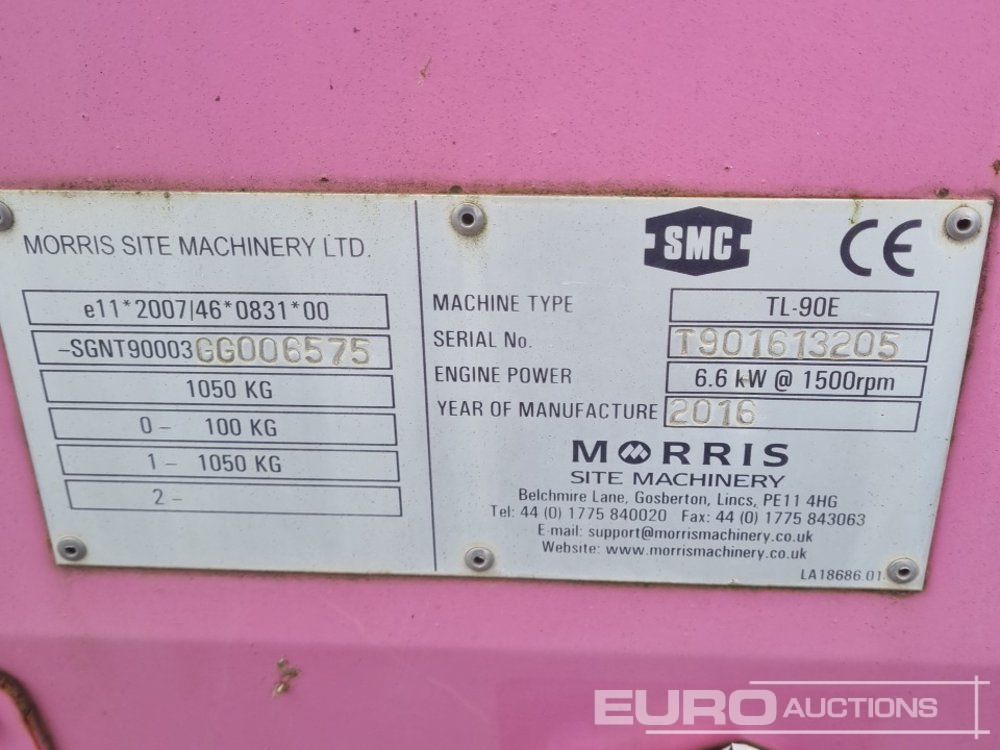 MORRIS SITE MACHINERY LTD.
e11*2007/46*0831*00
–SGNT90003GG006575
1050 KG
0 – 100 KG
1 – 1050 KG
2 –
SMC
CE
MACHINE TYPE TL-90E
SERIAL No. T901613205
ENGINE POWER 6.6 kW @ 1500rpm
YEAR OF MANUFACTURE 2016
MORRIS
SITE MACHINERY
Belchmire Lane, Gosberton, Lincs, PE11 4HG
Tel: 44 (0) 1775 840020 Fax: 44 (0) 1775 843063
E-mail: support@morrismachinery.co.uk
Website: www.morrismachinery.co.uk
LA18686.01
EURO AUCTIONS